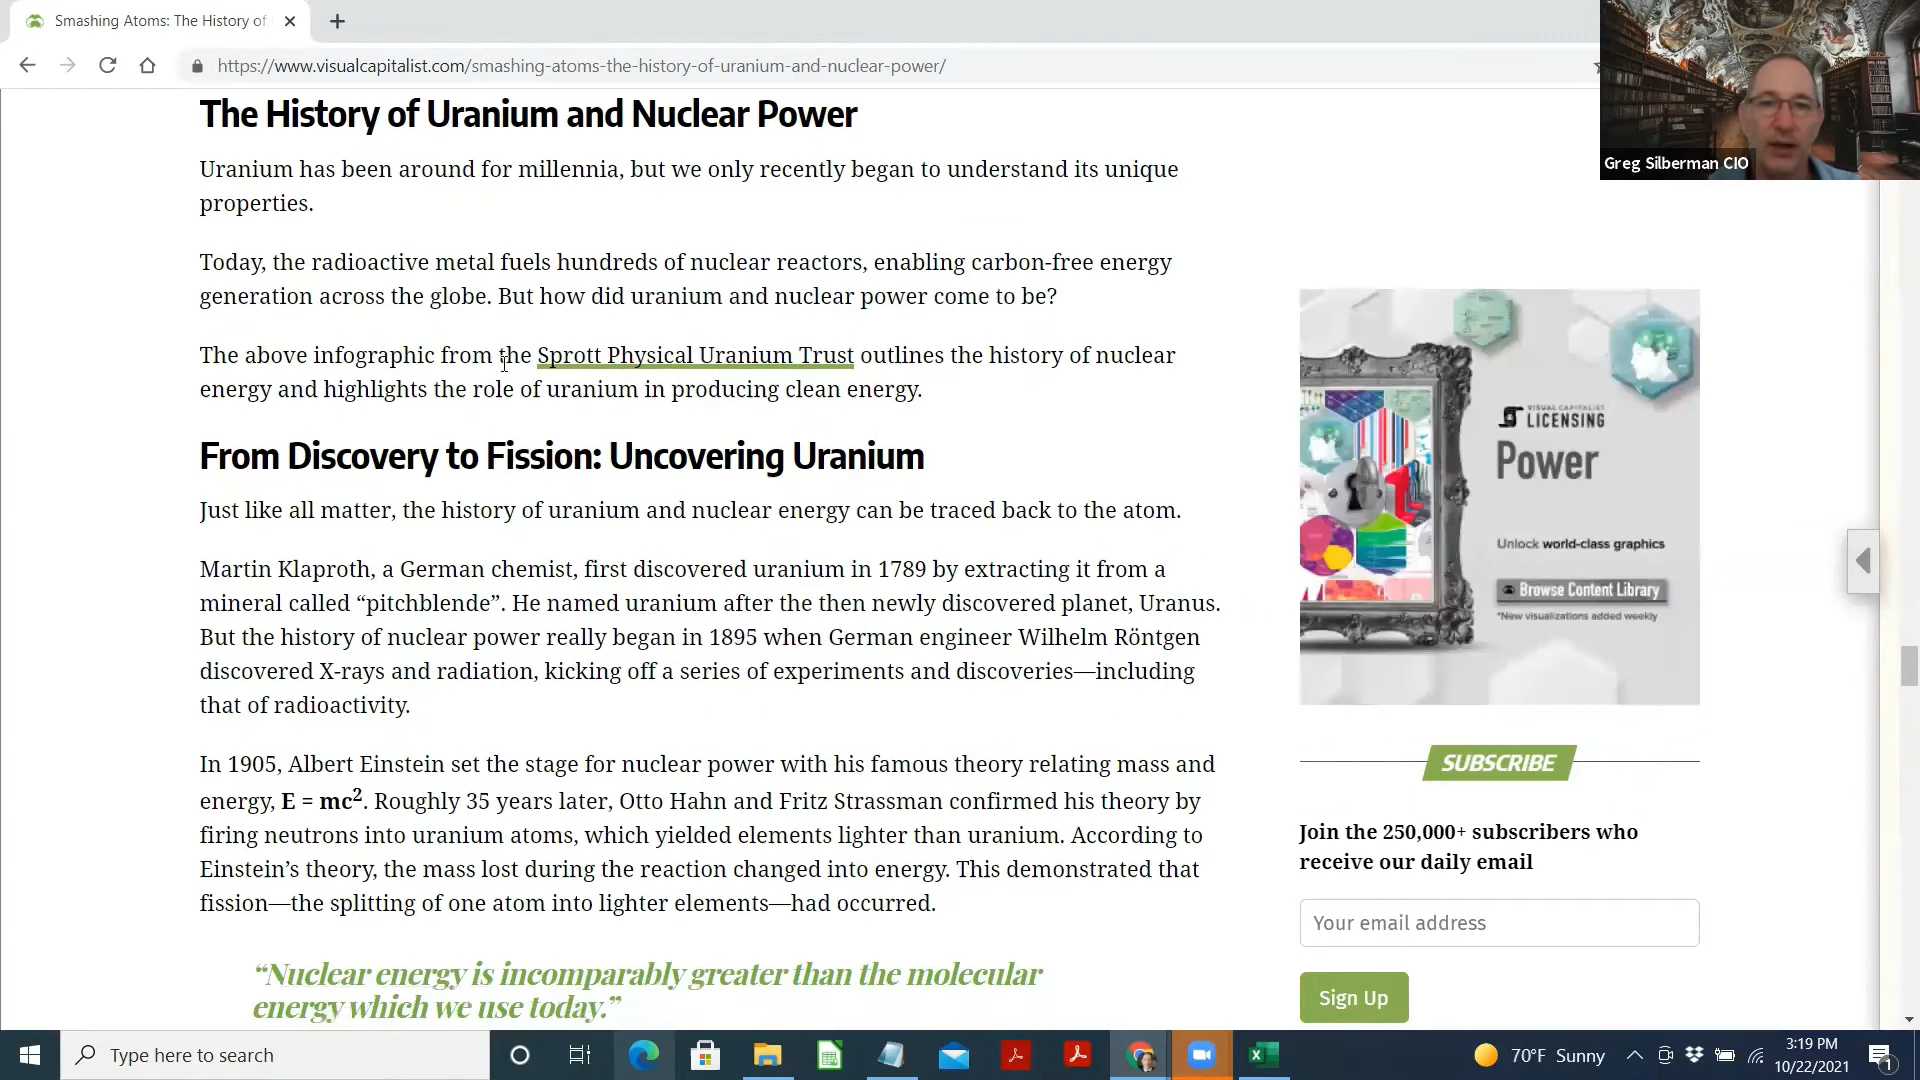 Smashing Atoms: The History of
https://www.visualcapitalist.com/smashing-atoms-the-history-of-uranium-and-nuclear-power/
Greg Silberman CIO
The History of Uranium and Nuclear Power
Uranium has been around for millennia, but we only recently began to understand its unique
properties.
Today, the radioactive metal fuels hundreds of nuclear reactors, enabling carbon-free energy
generation across the globe. But how did uranium and nuclear power come to be?
The above infographic from the Sprott Physical Uranium Trust outlines the history of nuclear
energy and highlights the role of uranium in producing clean energy.
From Discovery to Fission: Uncovering Uranium
Just like all matter, the history of uranium and nuclear energy can be traced back to the atom.
Martin Klaproth, a German chemist, first discovered uranium in 1789 by extracting it from a
mineral called “pitchblende”. He named uranium after the then newly discovered planet, Uranus.
But the history of nuclear power really began in 1895 when German engineer Wilhelm Röntgen
discovered X-rays and radiation, kicking off a series of experiments and discoveries—including
that of radioactivity.
In 1905, Albert Einstein set the stage for nuclear power with his famous theory relating mass and
energy, E = mc². Roughly 35 years later, Otto Hahn and Fritz Strassman confirmed his theory by
firing neutrons into uranium atoms, which yielded elements lighter than uranium. According to
Einstein’s theory, the mass lost during the reaction changed into energy. This demonstrated that
fission—the splitting of one atom into lighter elements—had occurred.
“Nuclear energy is incomparably greater than the molecular
energy which we use today.”
VISUAL CAPITALIST
LICENSING
Power
Unlock world-class graphics
Browse Content Library
*New visualizations added weekly
SUBSCRIBE
Join the 250,000+ subscribers who
receive our daily email
Your email address
Sign Up
Type here to search
70°F Sunny
3:19 PM
10/22/2021
1